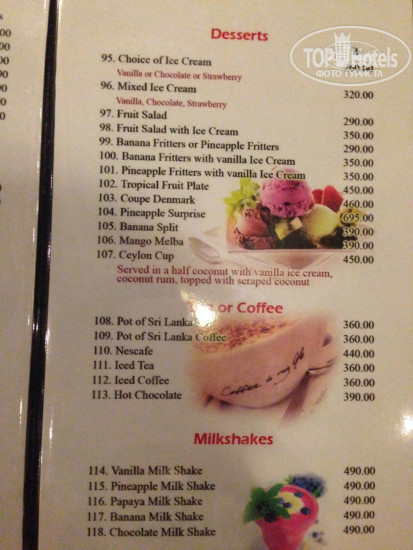 Desserts
95. Choice of Ice Cream
Vanilla or Chocolate or Strawberry
96. Mixed Ice Cream 320.00
Vanilla, Chocolate, Strawberry
97. Fruit Salad 290.00
98. Fruit Salad with Ice Cream 350.00
99. Banana Fritters or Pineapple Fritters 290.00
100. Banana Fritters with vanilla Ice Cream 350.00
101. Pineapple Fritters with vanilla Ice Cream 350.00
102. Tropical Fruit Plate 450.00
103. Coupe Denmark 460.00
104. Pineapple Surprise 695.00
105. Banana Split 390.00
106. Mango Melba 390.00
107. Ceylon Cup 450.00
Served in a half coconut with vanilla ice cream,
coconut rum, topped with scraped coconut
or Coffee
108. Pot of Sri Lanka 360.00
109. Pot of Sri Lanka Coffee 360.00
110. Nescafe 440.00
111. Iced Tea 360.00
112. Iced Coffee 360.00
113. Hot Chocolate 390.00
Coffee is my life
Milkshakes
114. Vanilla Milk Shake 490.00
115. Pineapple Milk Shake 490.00
116. Papaya Milk Shake 490.00
117. Banana Milk Shake 490.00
118. Chocolate Milk Shake 490.00
TOP Hotels
ФОТО ТУРИСТА